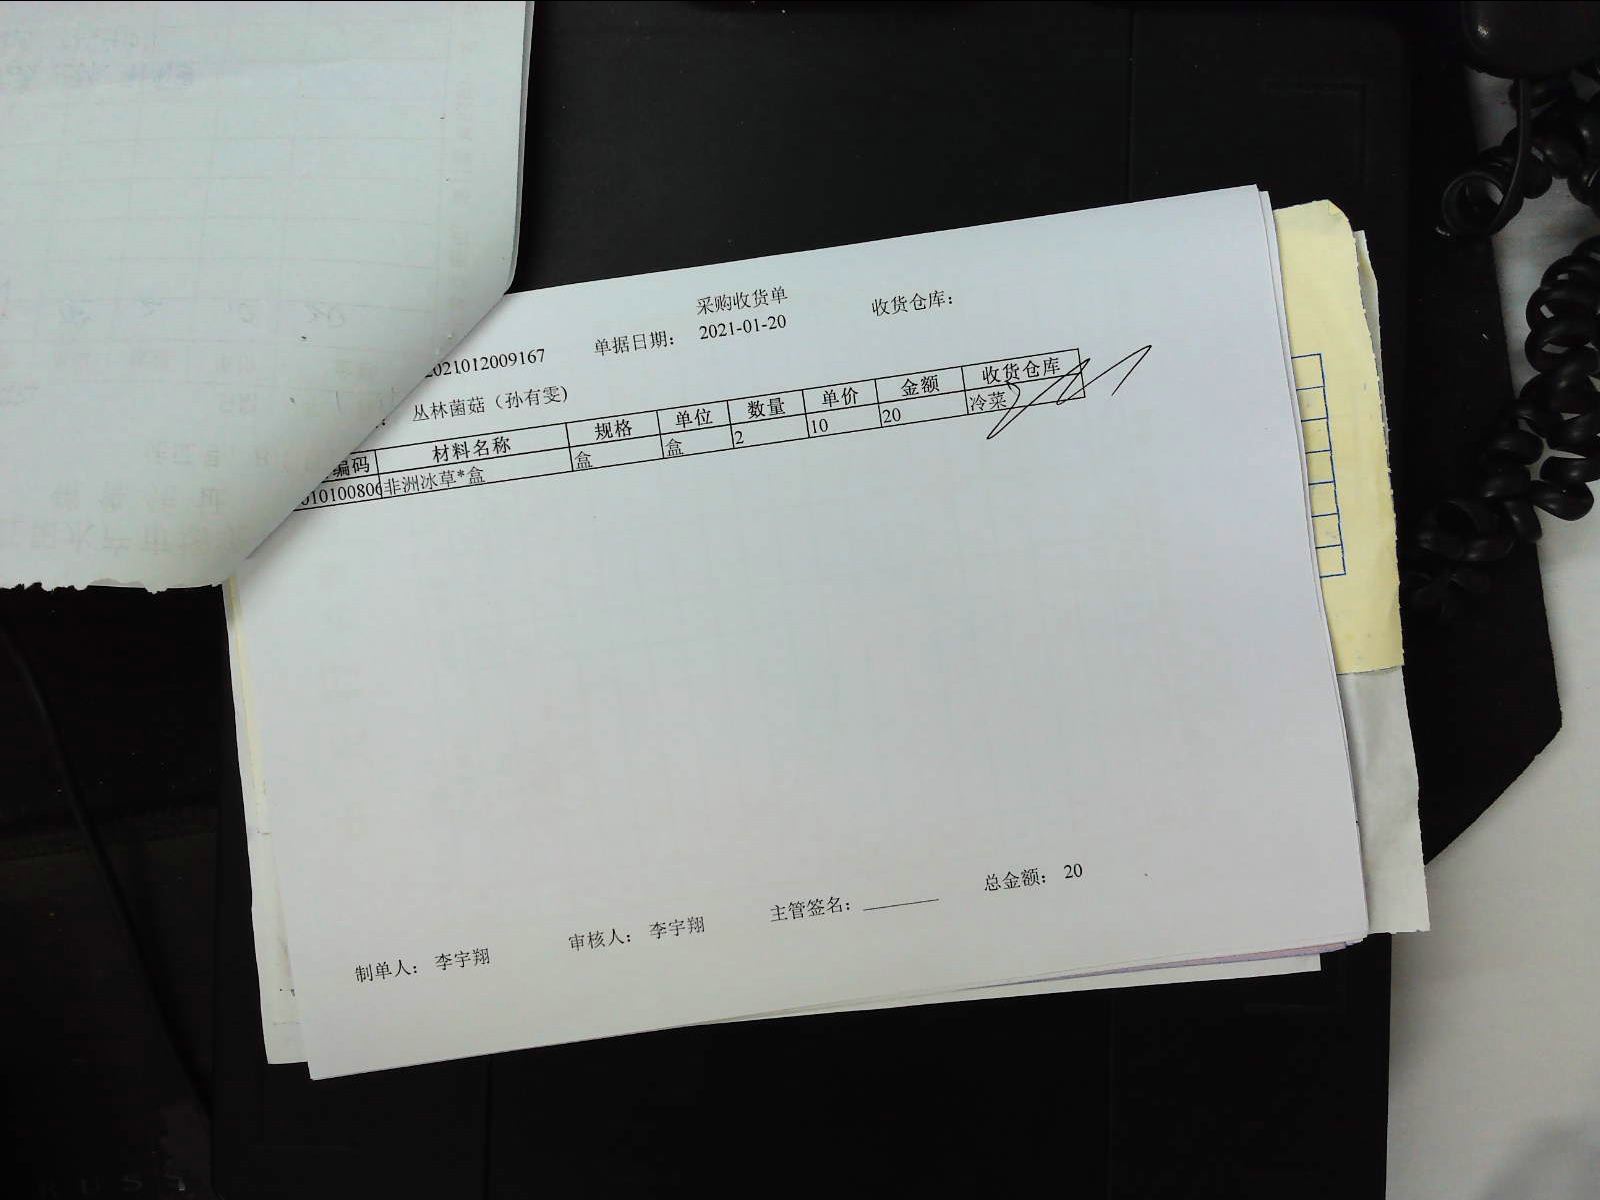 采购收货单
2021012009167 单据日期： 2021-01-20 收货仓库：
丛林菌菇（孙有雯）
编码 材料名称 规格 单位 数量 单价 金额 收货仓库
010100806 非洲冰草*盒 盒 盒 2 10 20 冷菜
制单人： 李宇翔 审核人： 李宇翔 主管签名： 总金额： 20